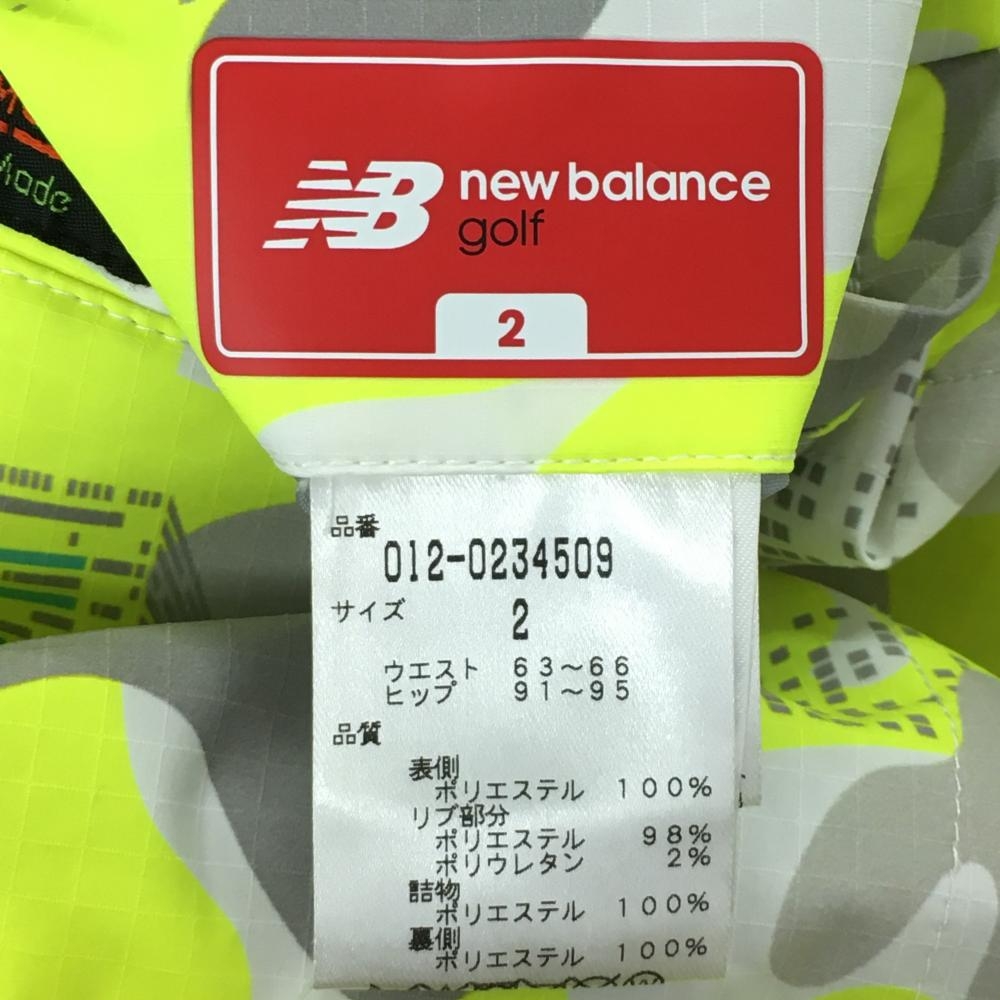 Made
NB new balance
golf
2
品番
012-0234509
サイズ
2
ウエスト 63～66
ヒップ 91～95
品質
表側
ポリエステル 100%
リブ部分
ポリエステル 98%
ポリウレタン 2%
詰物
ポリエステル 100%
裏側
ポリエステル 100%